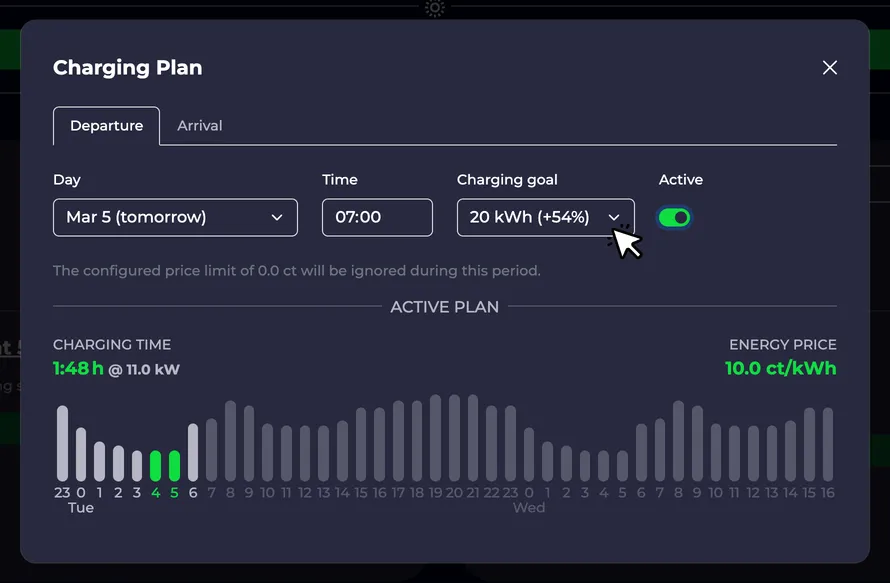 Charging Plan
Departure Arrival
Day Time Charging goal Active
Mar 5 (tomorrow) 07:00 20 kWh (+54%)
The configured price limit of 0.0 ct will be ignored during this period.
ACTIVE PLAN
CHARGING TIME ENERGY PRICE
1:48 h @ 11.0 kW 10.0 ct/kWh
23 0 1 2 3 4 5 6 7 8 9 10 11 12 13 14 15 16 17 18 19 20 21 22 23 0 1 2 3 4 5 6 7 8 9 10 11 12 13 14 15 16
Tue Wed